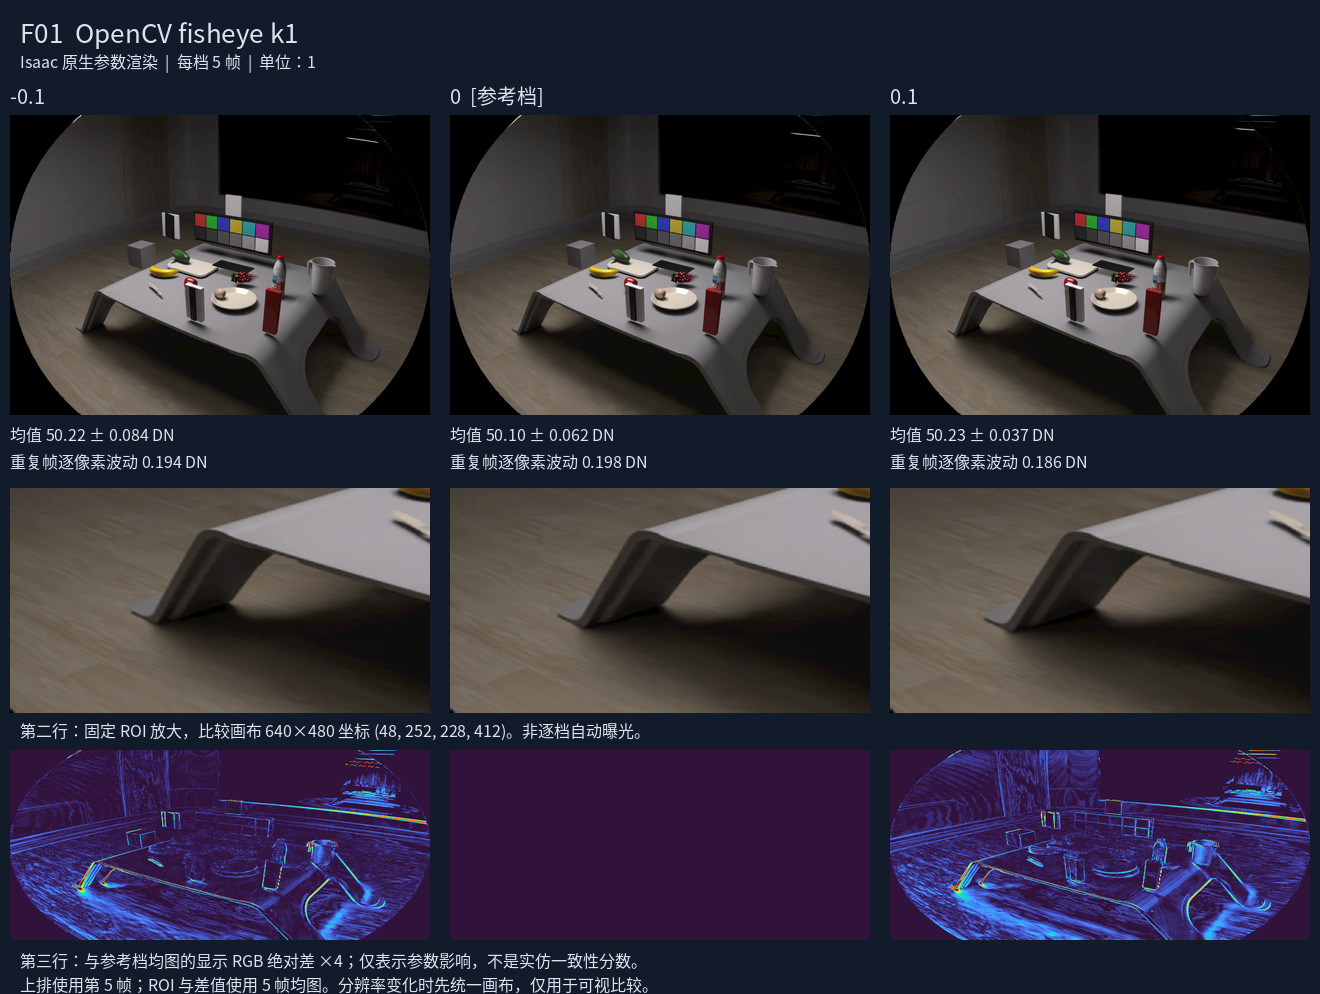 F01 OpenCV fisheye k1
Isaac 原生参数渲染 | 每档 5 帧 | 单位：1
-0.1
0 [参考档]
0.1
均值 50.22 ± 0.084 DN
重复帧逐像素波动 0.194 DN
均值 50.10 ± 0.062 DN
重复帧逐像素波动 0.198 DN
均值 50.23 ± 0.037 DN
重复帧逐像素波动 0.186 DN
第二行：固定 ROI 放大，比较画布 640×480 坐标 (48, 252, 228, 412)。非逐档自动曝光。
第三行：与参考档均图的显示 RGB 绝对差 ×4；仅表示参数影响，不是实仿一致性分数。
上排使用第 5 帧；ROI 与差值使用 5 帧均图。分辨率变化时先统一画布，仅用于可视比较。